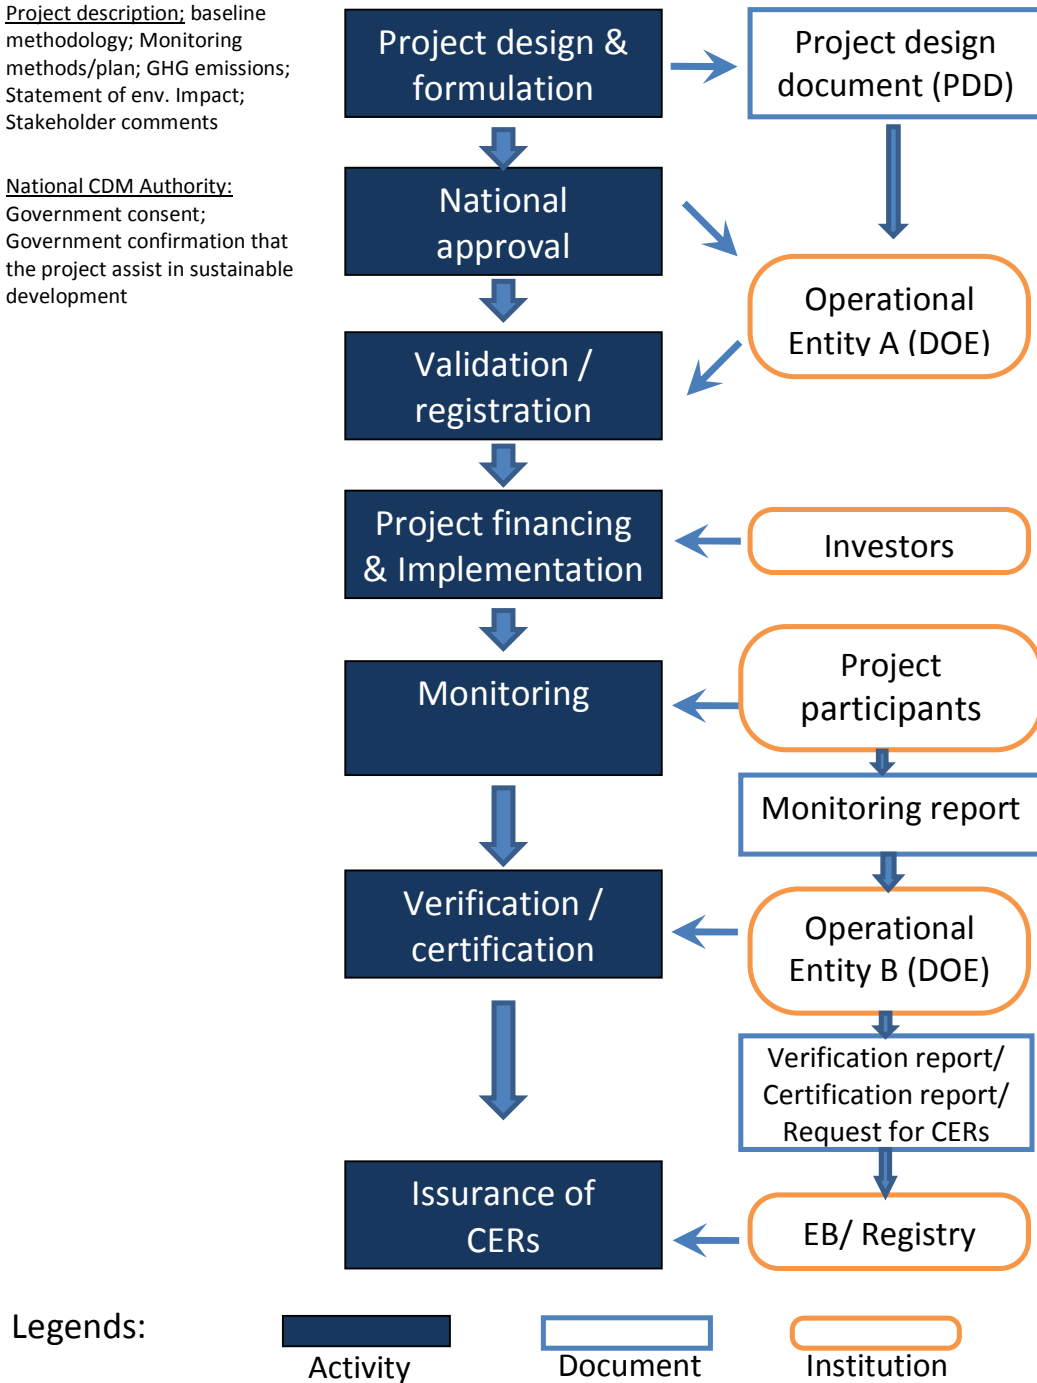 Project description; baseline
methodology; Monitoring
methods/plan; GHG emissions;
Statement of env. Impact;
Stakeholder comments
National CDM Authority:
Government consent;
Government confirmation that
the project assist in sustainable
development
Project design &
formulation
Project design
document (PDD)
National
approval
Operational
Entity A (DOE)
Validation /
registration
Project financing
& Implementation
Investors
Monitoring
Project
participants
Monitoring report
Verification /
certification
Operational
Entity B (DOE)
Verification report/
Certification report/
Request for CERs
Issurance of
CERs
EB/ Registry
Legends:
Activity
Document
Institution